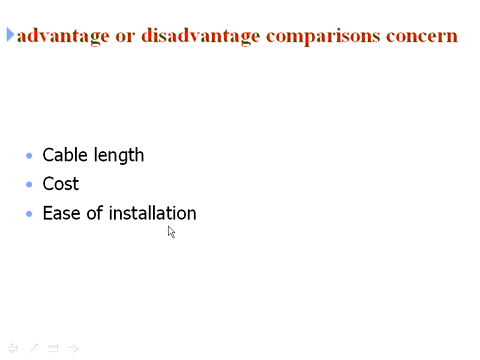 advantage or disadvantage comparisons concern
Cable length
Cost
Ease of installation